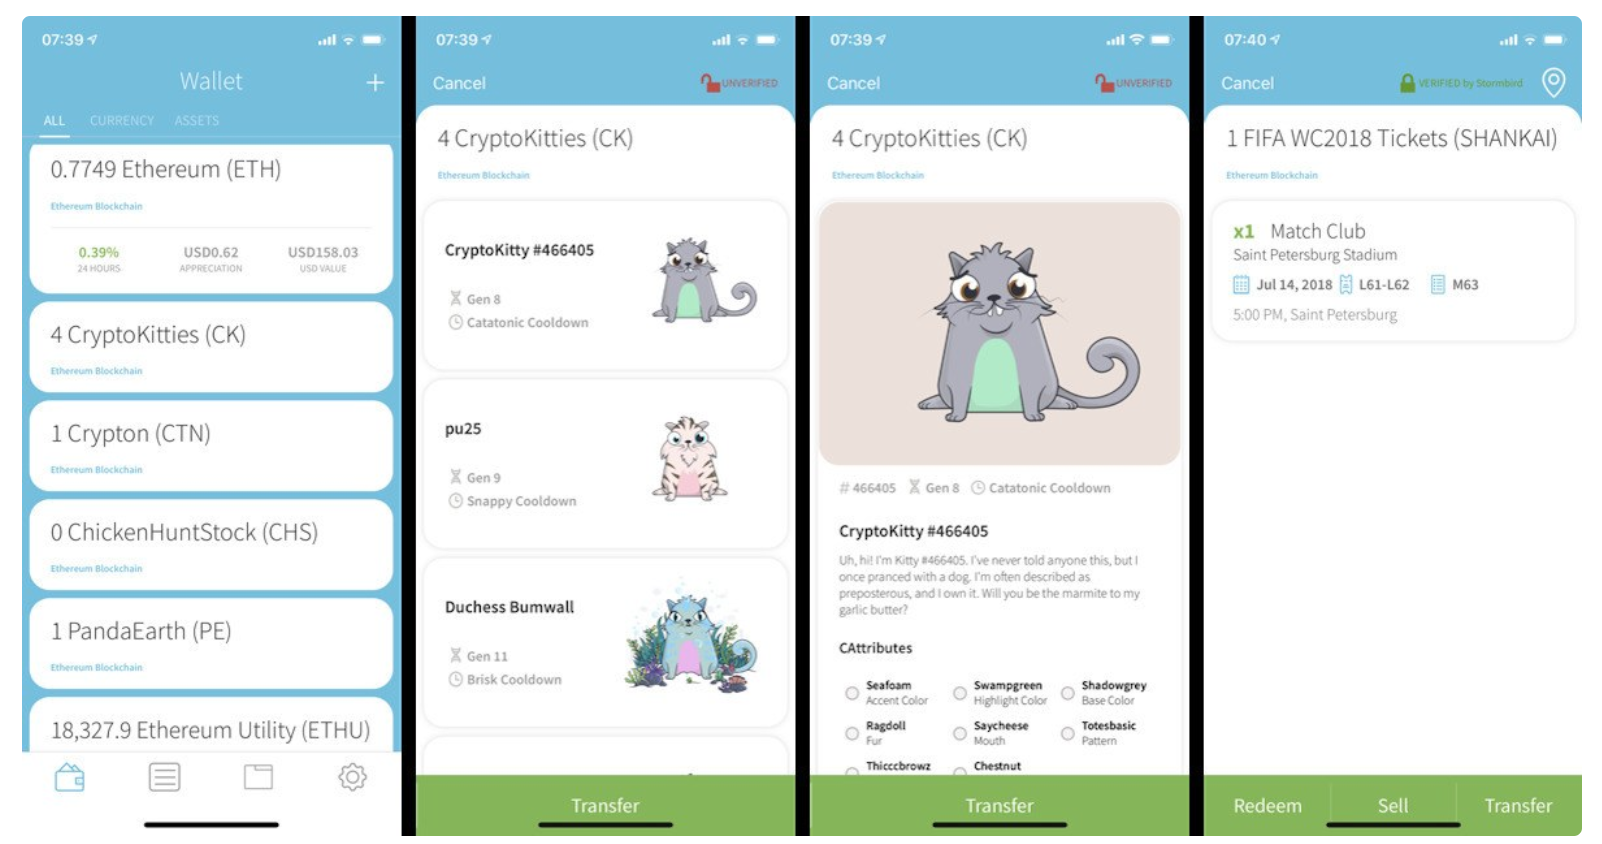 07:39
Wallet
+
ALL CURRENCY ASSETS
0.7749 Ethereum (ETH)
Ethereum Blockchain
0.39% USD0.62 USD158.03
24 HOURS APPRECIATION USD VALUE
4 CryptoKitties (CK)
Ethereum Blockchain
1 Crypton (CTN)
Ethereum Blockchain
0 ChickenHuntStock (CHS)
Ethereum Blockchain
1 PandaEarth (PE)
Ethereum Blockchain
18,327.9 Ethereum Utility (ETHU)
07:39
Cancel UNVERIFIED
4 CryptoKitties (CK)
Ethereum Blockchain
CryptoKitty #466405
Gen 8
Catatonic Cooldown
pu25
Gen 9
Snappy Cooldown
Duchess Bumwall
Gen 11
Brisk Cooldown
Transfer
07:39
Cancel UNVERIFIED
4 CryptoKitties (CK)
Ethereum Blockchain
# 466405 Gen 8 Catatonic Cooldown
CryptoKitty #466405
Uh, hi! I'm Kitty #466405. I've never told anyone this, but I
once pranced with a dog. I'm often described as
preposterous, and I own it. Will you be the marmite to my
garlic butter?
CAttributes
Seafoam Swampgreen Shadowgrey
Accent Color Highlight Color Base Color
Ragdoll Saycheese Totesbasic
Fur Mouth Pattern
Thicccbrowz Chestnut
Transfer
07:40
Cancel VERIFIED by Stormbird
1 FIFA WC2018 Tickets (SHANKAI)
Ethereum Blockchain
x1 Match Club
Saint Petersburg Stadium
Jul 14, 2018 L61-L62 M63
5:00 PM, Saint Petersburg
Redeem Sell Transfer